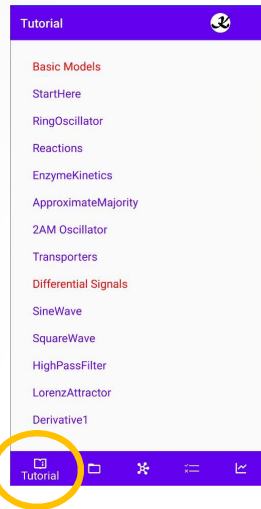 Tutorial
Basic Models
StartHere
RingOscillator
Reactions
EnzymeKinetics
ApproximateMajority
2AM Oscillator
Transporters
Differential Signals
SineWave
SquareWave
HighPassFilter
LorenzAttractor
Derivative1
Tutorial